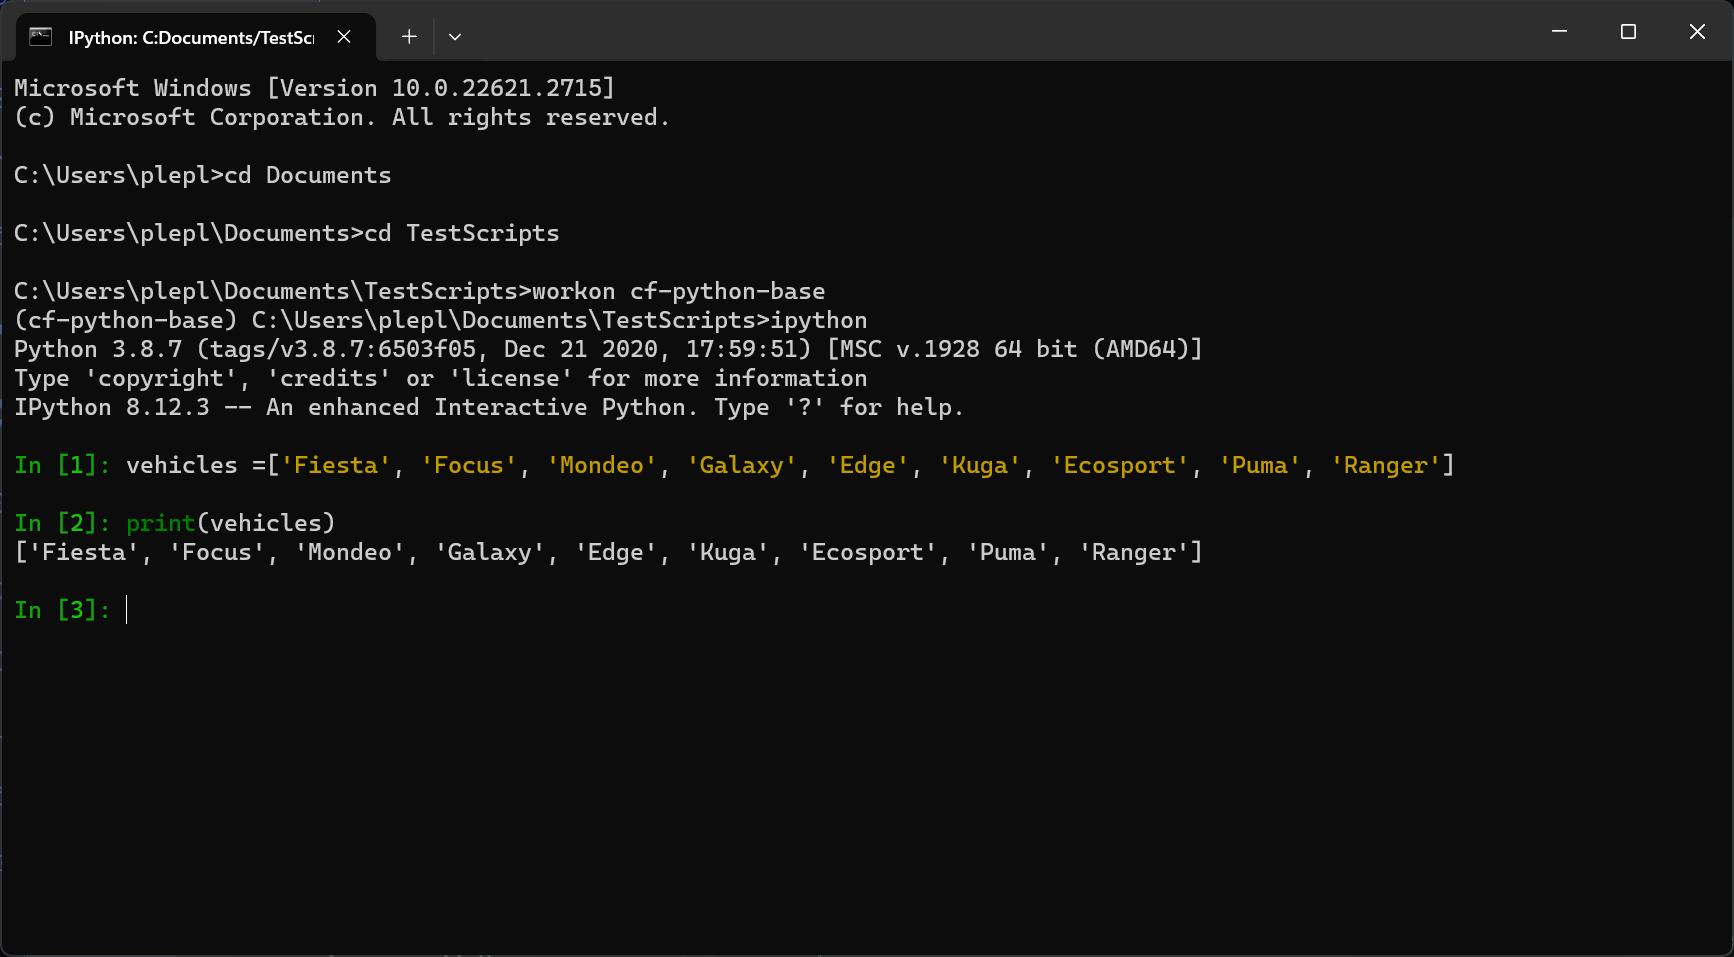 IPython: C:Documents/TestScr
Microsoft Windows [Version 10.0.22621.2715]
(c) Microsoft Corporation. All rights reserved.
C:\Users\plepl>cd Documents
C:\Users\plepl\Documents>cd TestScripts
C:\Users\plepl\Documents\TestScripts>workon cf-python-base
(cf-python-base) C:\Users\plepl\Documents\TestScripts>ipython
Python 3.8.7 (tags/v3.8.7:6503f05, Dec 21 2020, 17:59:51) [MSC v.1928 64 bit (AMD64)]
Type 'copyright', 'credits' or 'license' for more information
IPython 8.12.3 -- An enhanced Interactive Python. Type '?' for help.
In [1]: vehicles =['Fiesta', 'Focus', 'Mondeo', 'Galaxy', 'Edge', 'Kuga', 'Ecosport', 'Puma', 'Ranger']
In [2]: print(vehicles)
['Fiesta', 'Focus', 'Mondeo', 'Galaxy', 'Edge', 'Kuga', 'Ecosport', 'Puma', 'Ranger']
In [3]: